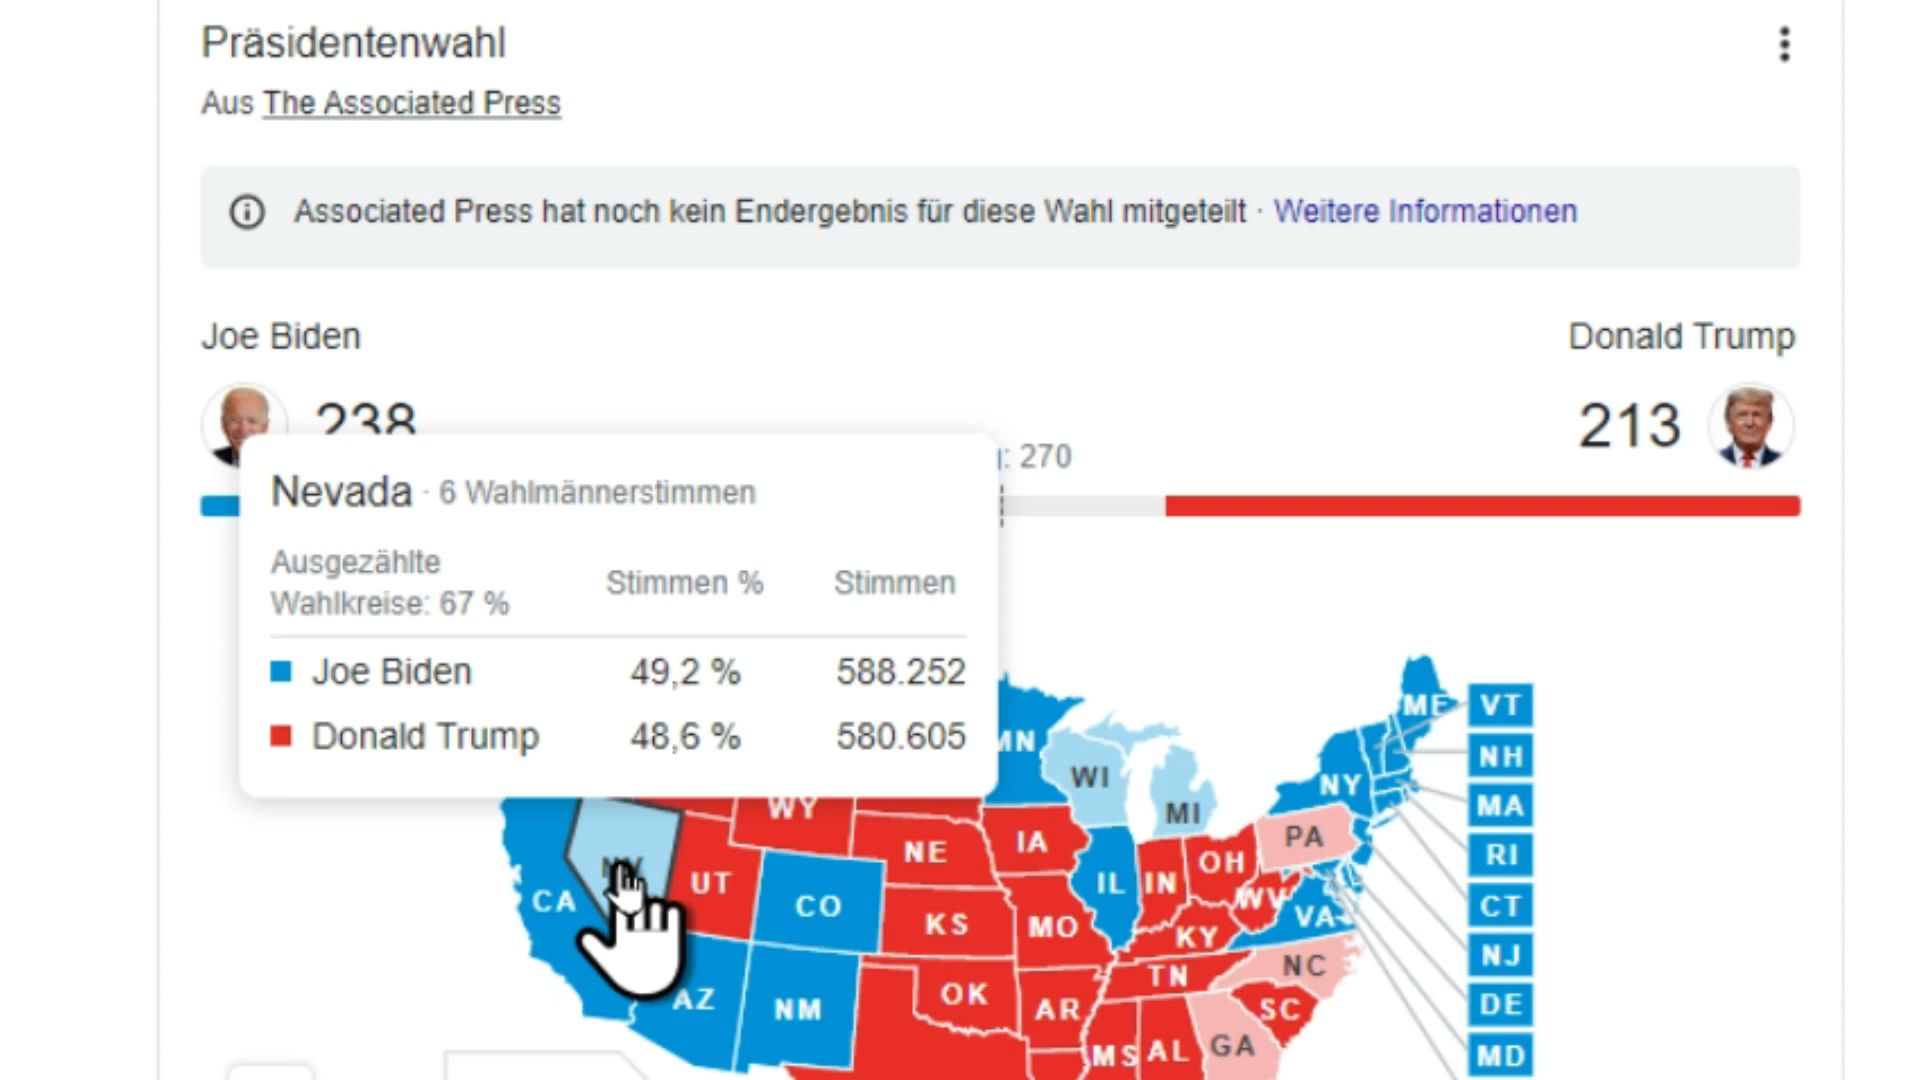 Präsidentenwahl
Aus The Associated Press
Associated Press hat noch kein Endergebnis für diese Wahl mitgeteilt · Weitere Informationen
Joe Biden
Donald Trump
238
213
: 270
Nevada · 6 Wahlmännerstimmen
Ausgezählte
Wahlkreise: 67 %
Stimmen %
Stimmen
Joe Biden 49,2 % 588.252
Donald Trump 48,6 % 580.605
ME
VT
MN
NH
WI
NY
MI
MA
WY
PA
IA
NE
RI
OH
NV
UT
IL
IN
CA
CO
WV
CT
VA
KS
MO
KY
NJ
NC
TN
AZ
OK
NM
AR
SC
DE
GA
MS
AL
MD